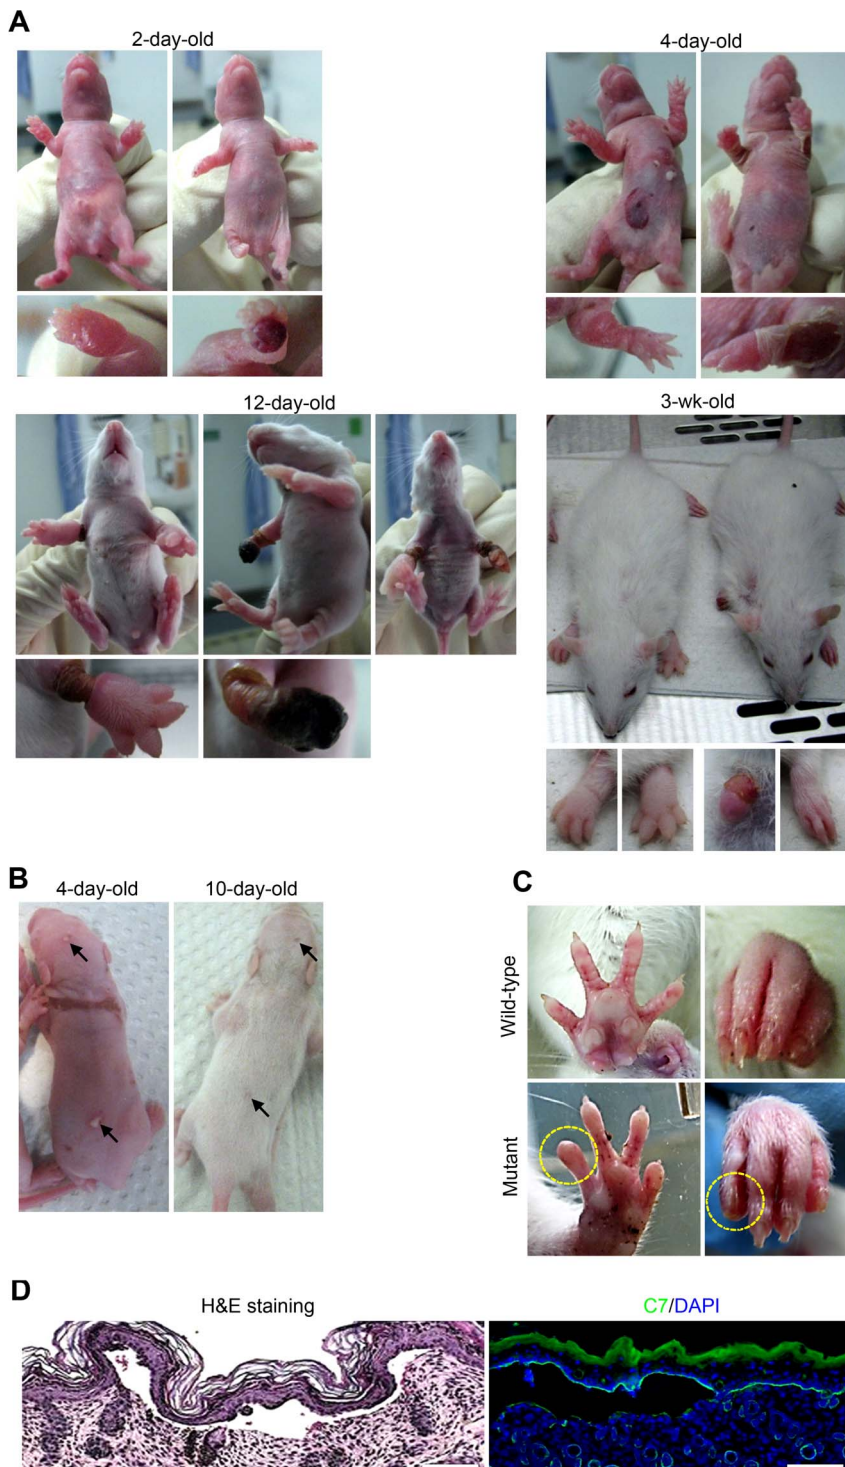 A
2-day-old
4-day-old
12-day-old
3-wk-old
B
4-day-old
10-day-old
C
Wild-type
Mutant
D
H&E staining
C7/DAPI